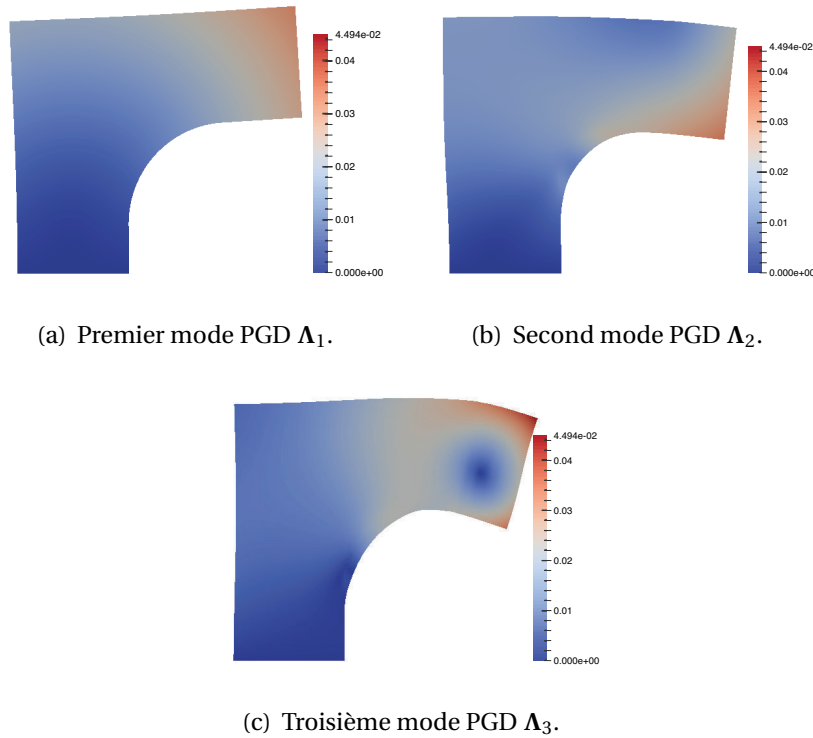 4.494e-02
0.04
0.03
0.02
0.01
0.000e+00
4.494e-02
0.04
0.03
0.02
0.01
0.000e+00
(a) Premier mode PGD Λ1.
(b) Second mode PGD Λ2.
4.494e-02
0.04
0.03
0.02
0.01
0.000e+00
(c) Troisième mode PGD Λ3.